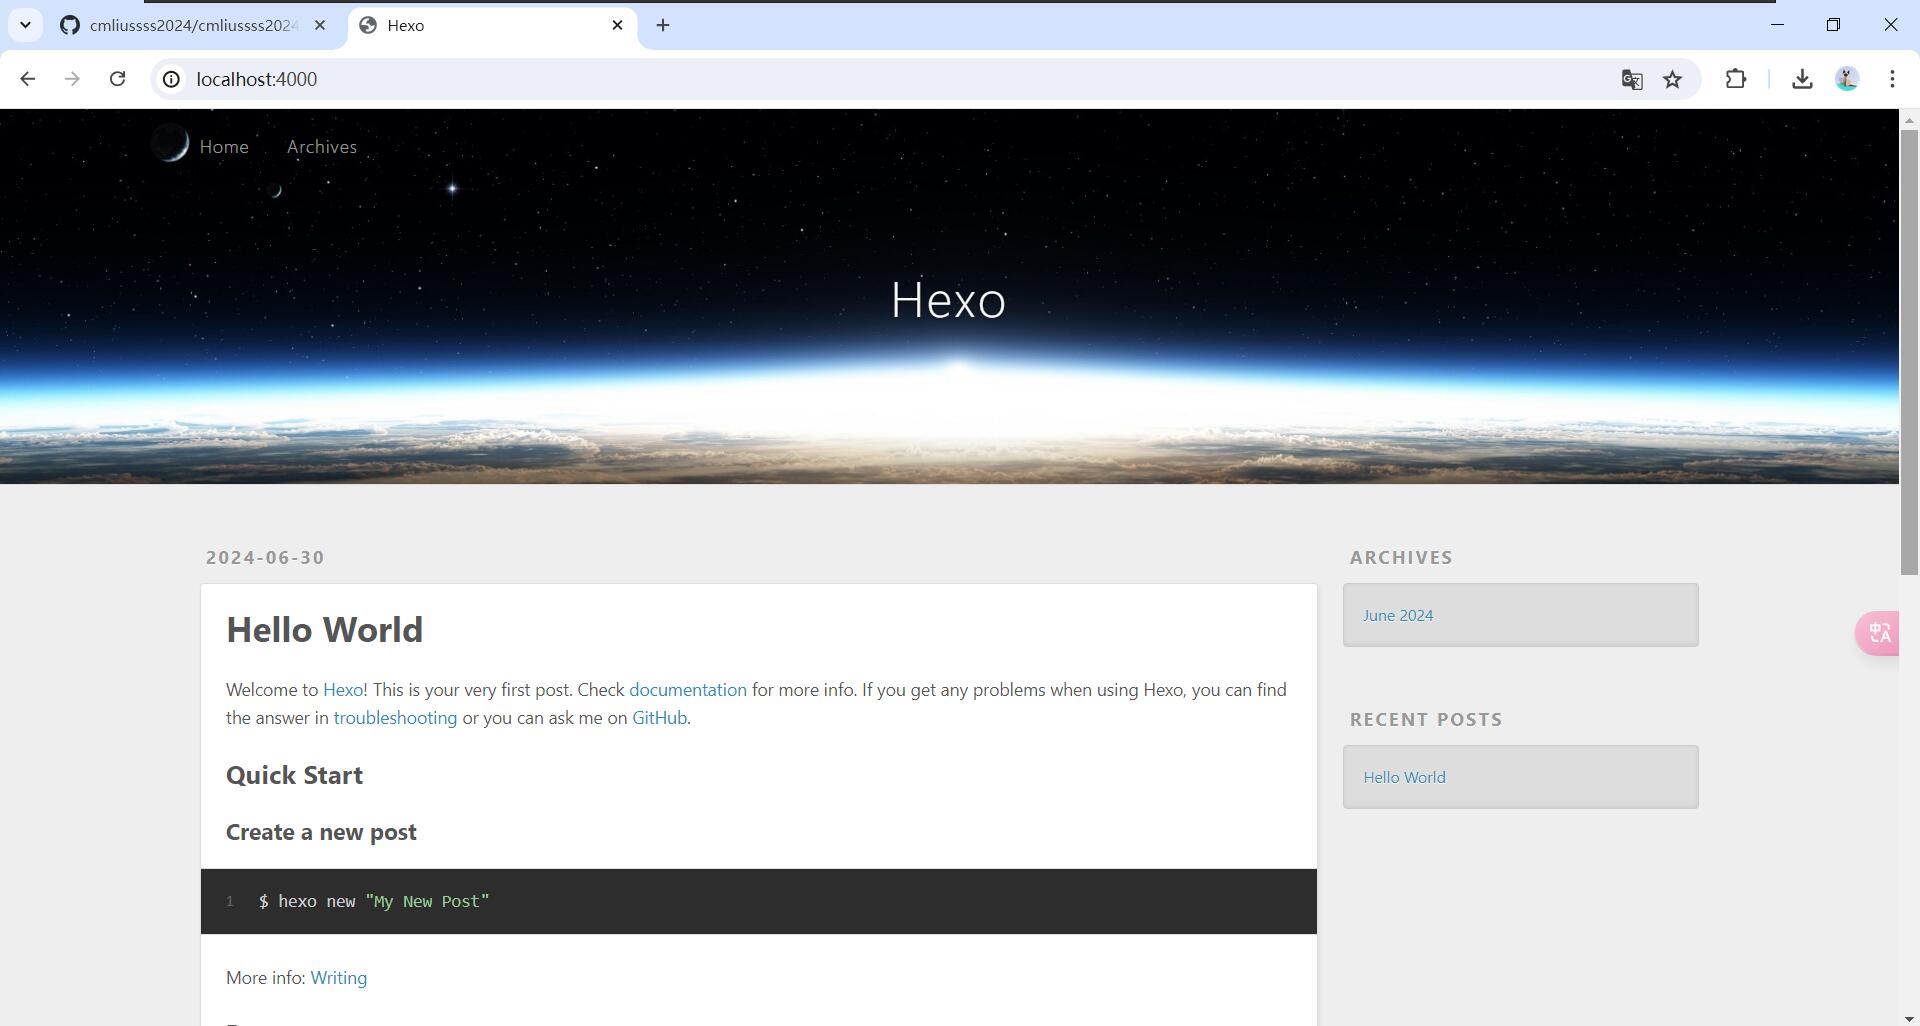 cmliussss2024/cmliussss2024
Hexo
localhost:4000
Home
Archives
Hexo
2024-06-30
Hello World
Welcome to Hexo! This is your very first post. Check documentation for more info. If you get any problems when using Hexo, you can find
the answer in troubleshooting or you can ask me on GitHub.
Quick Start
Create a new post
1 $ hexo new "My New Post"
More info: Writing
ARCHIVES
June 2024
RECENT POSTS
Hello World
中A